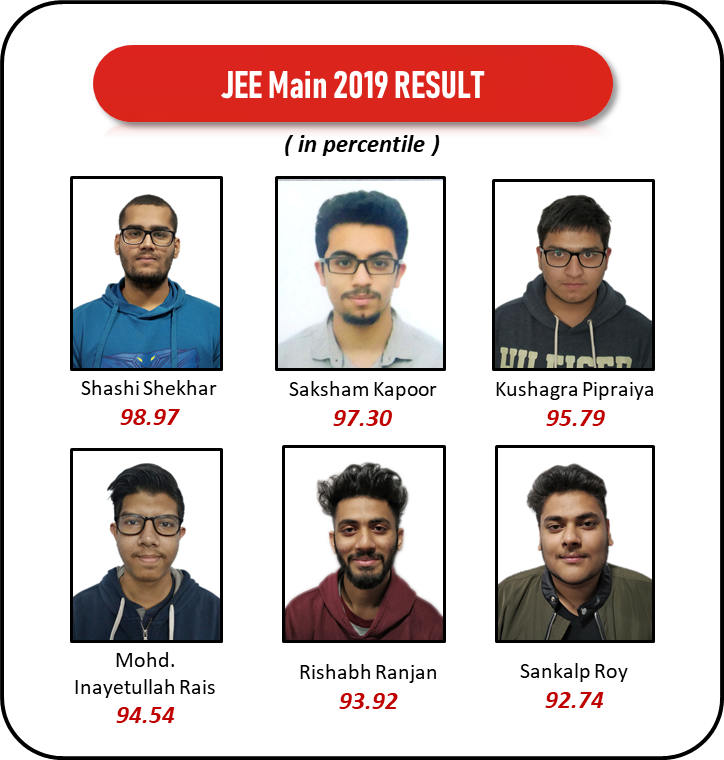 JEE Main 2019 RESULT
( in percentile )
Shashi Shekhar
98.97
Saksham Kapoor
97.30
Kushagra Pipraiya
95.79
HILFIGER
Mohd.
Inayetullah Rais
94.54
Rishabh Ranjan
93.92
Sankalp Roy
92.74